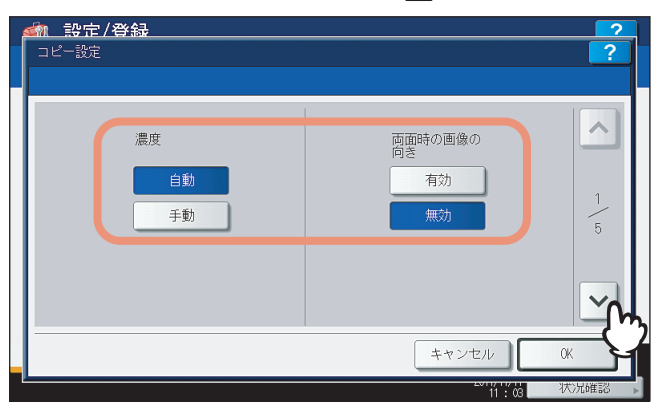 設定/登録
?
コピー設定
?
濃度
自動
手動
両面時の画像の
向き
有効
無効
1
5
キャンセル
OK
11 : 03
状況確認